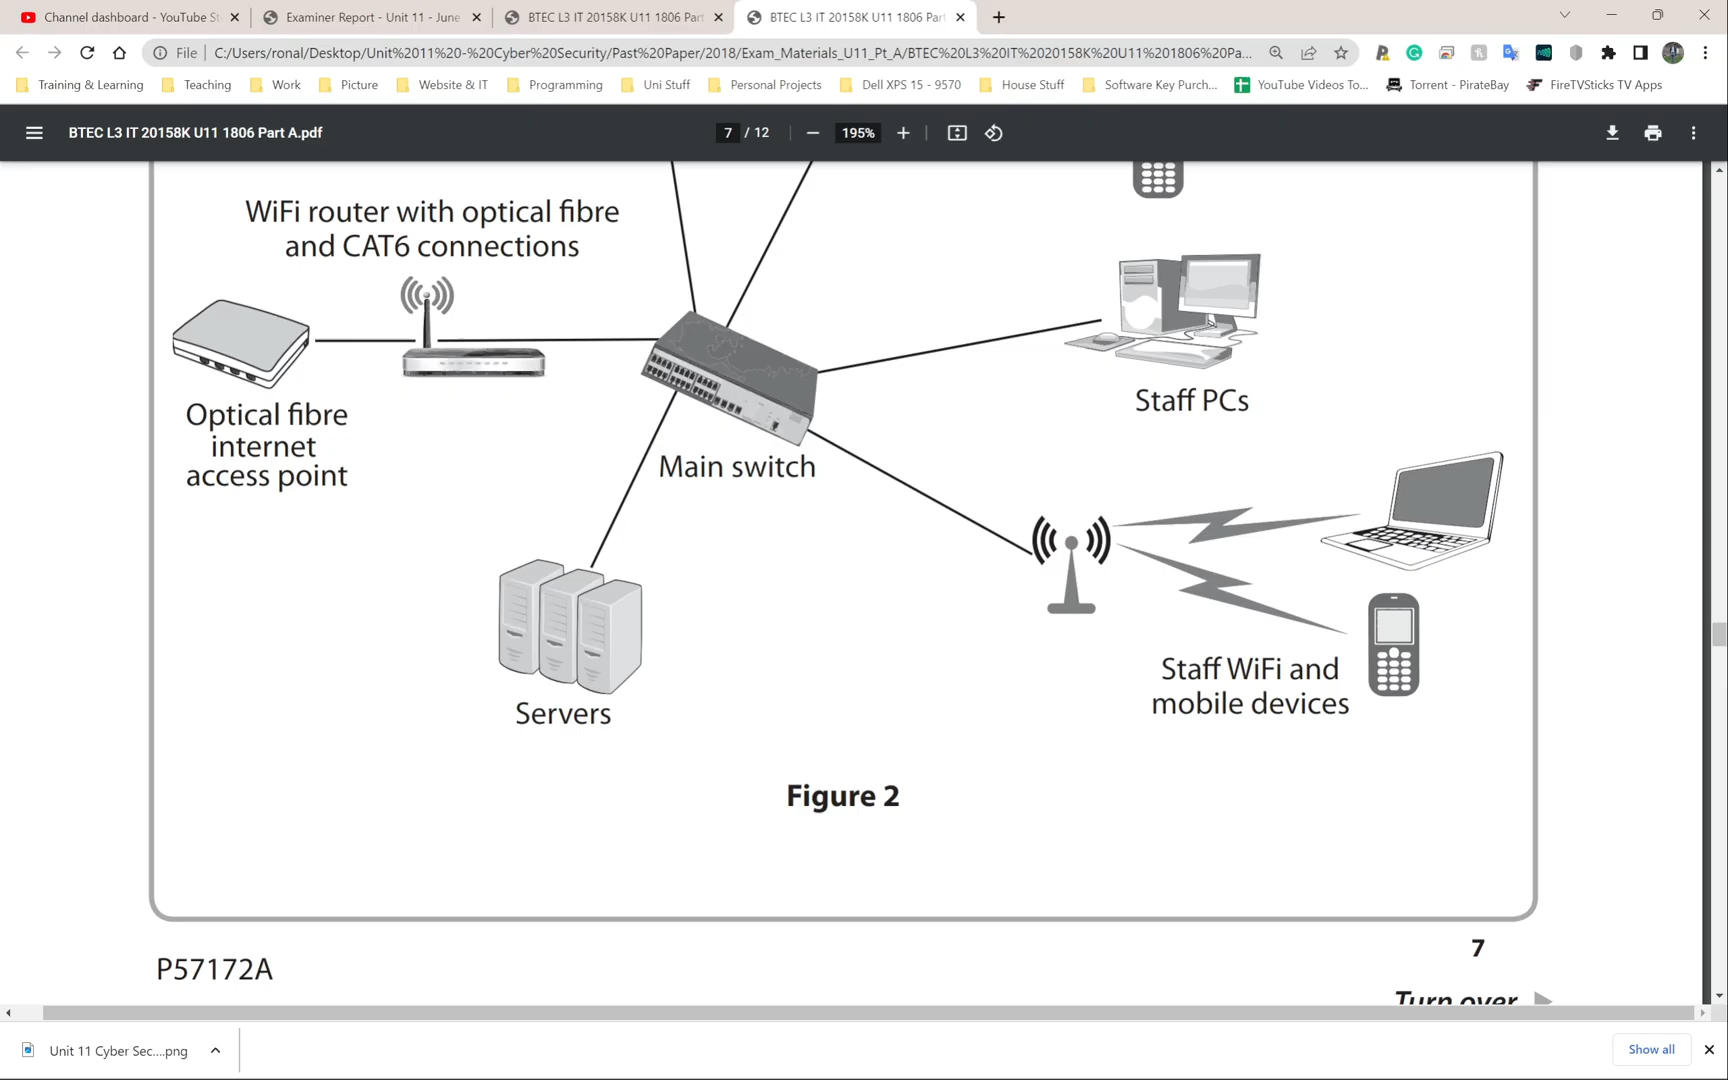 Channel dashboard - YouTube St
Examiner Report - Unit 11 - June
BTEC L3 IT 20158K U11 1806 Part
BTEC L3 IT 20158K U11 1806 Part
File
C:/Users/ronal/Desktop/Unit%2011%20-%20Cyber%20Security/Past%20Paper/2018/Exam_Materials_U11_Pt_A/BTEC%20L3%20IT%2020158K%20U11%201806%20Pa...
Training & Learning
Teaching
Work
Picture
Website & IT
Programming
Uni Stuff
Personal Projects
Dell XPS 15 - 9570
House Stuff
Software Key Purch...
YouTube Videos To...
Torrent - PirateBay
FireTVSticks TV Apps
BTEC L3 IT 20158K U11 1806 Part A.pdf
7 / 12
195%
WiFi router with optical fibre
and CAT6 connections
Optical fibre
internet
access point
Main switch
Staff PCs
Servers
Staff WiFi and
mobile devices
Figure 2
7
P57172A
Turn over
Unit 11 Cyber Sec....png
Show all